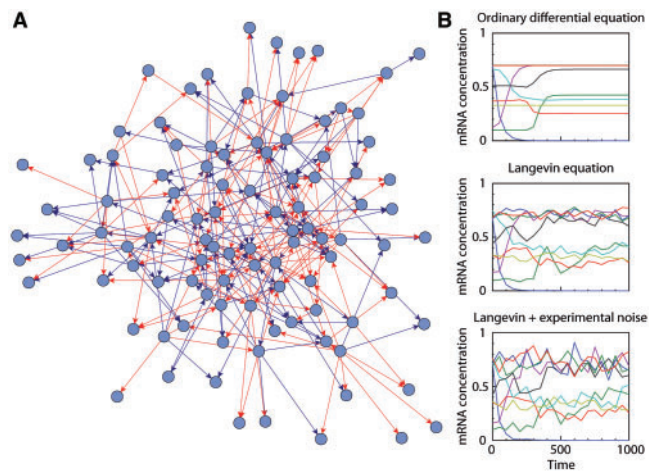 A
B
Ordinary differential equation
1
0.5
0
mRNA concentration
Langevin equation
1
0.5
0
mRNA concentration
Langevin + experimental noise
1
0.5
0
mRNA concentration
0 500 1000
Time